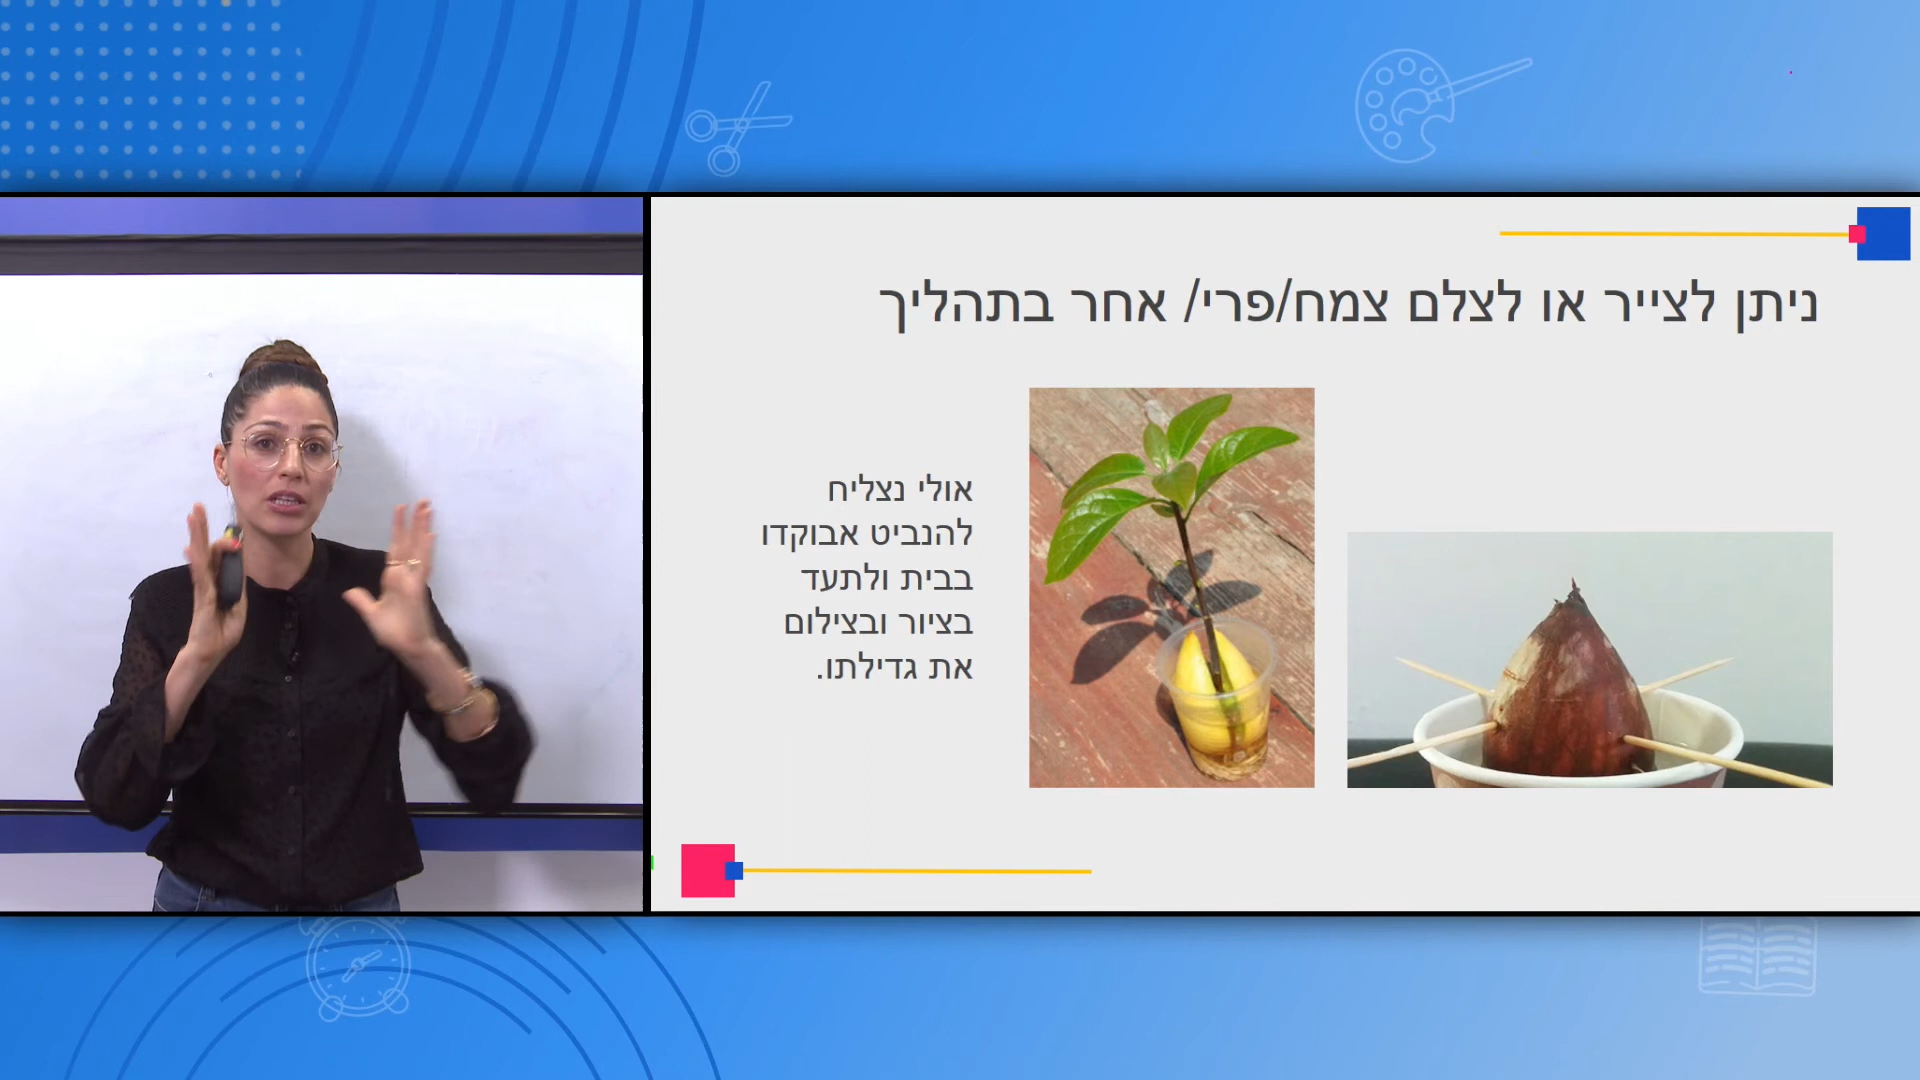 ניתן לצייר או לצלם צמח/פרי/ אחר בתהליך
אולי נצליח
להנביט אבוקדו
בבית ולתעד
בציור ובצילום
את גדילתו.